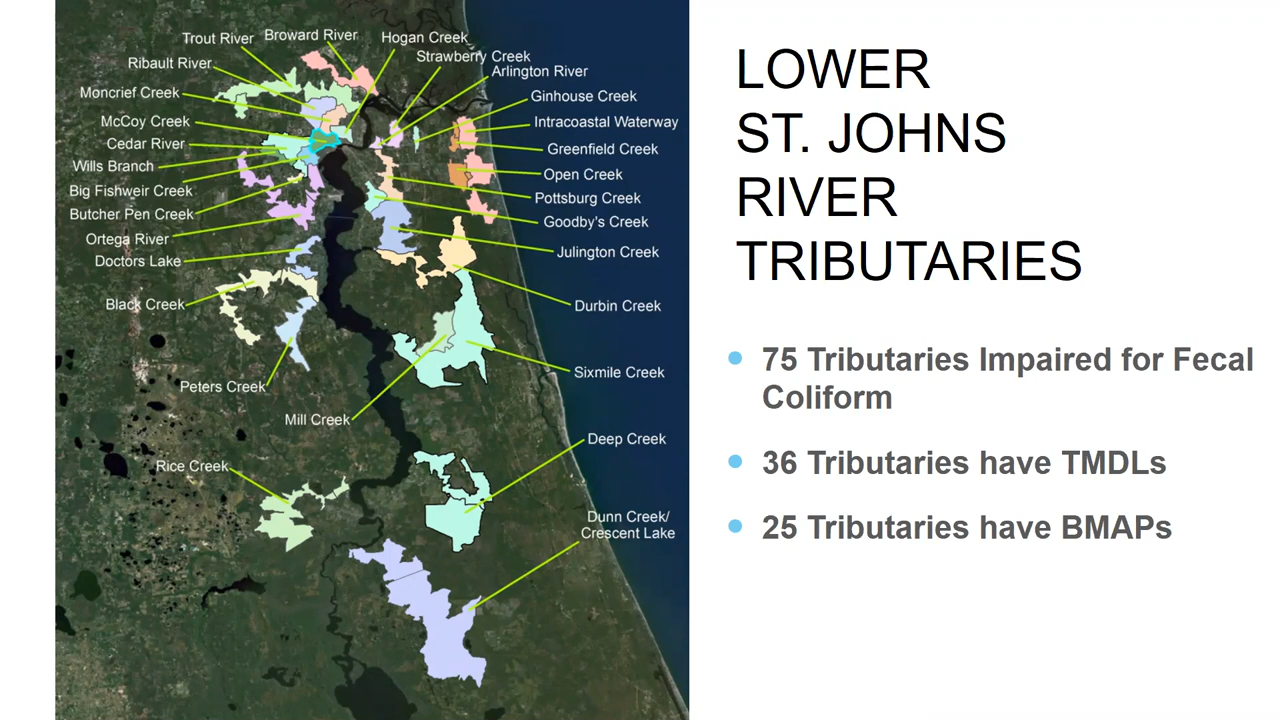 Trout River
Broward River
Hogan Creek
Strawberry Creek
Ribault River
Arlington River
Moncrief Creek
Ginhouse Creek
McCoy Creek
Intracoastal Waterway
Cedar River
Greenfield Creek
Wills Branch
Open Creek
Big Fishweir Creek
Pottsburg Creek
Butcher Pen Creek
Goodby's Creek
Ortega River
Julington Creek
Doctors Lake
Black Creek
Durbin Creek
Peters Creek
Sixmile Creek
Mill Creek
Deep Creek
Rice Creek
Dunn Creek/
Crescent Lake
LOWER
ST. JOHNS
RIVER
TRIBUTARIES
75 Tributaries Impaired for Fecal
Coliform
36 Tributaries have TMDLs
25 Tributaries have BMAPs